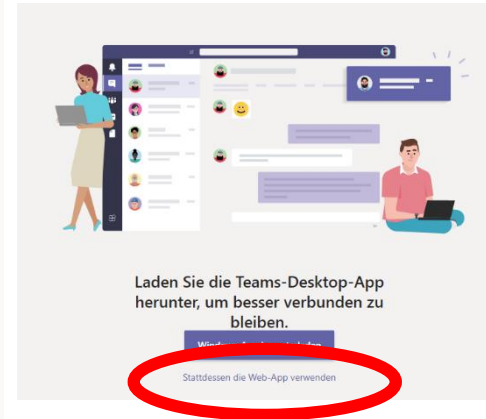 Laden Sie die Teams-Desktop-App
herunter, um besser verbunden zu
bleiben.
Stattdessen die Web-App verwenden